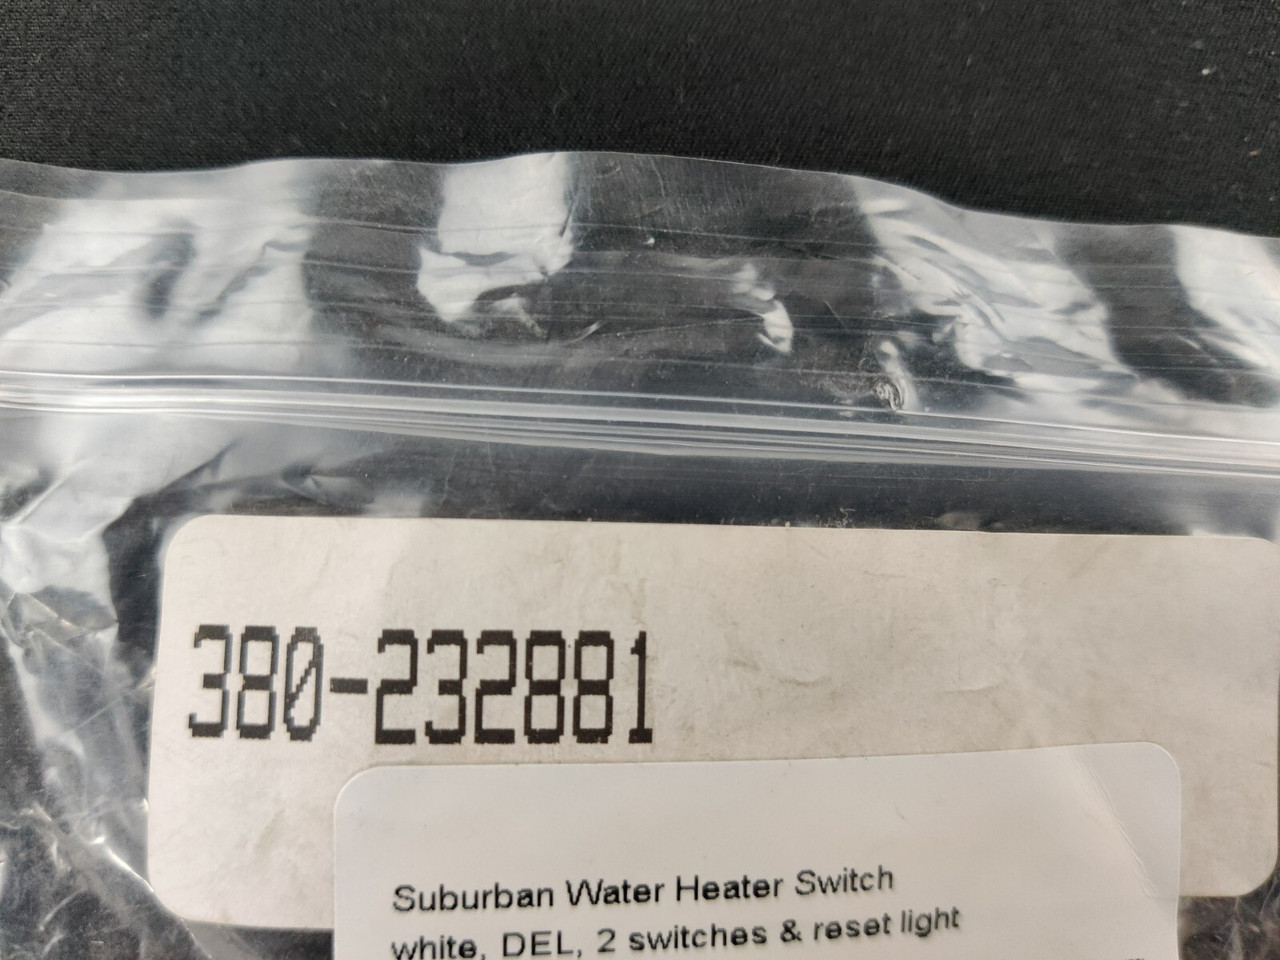 380-232881
Suburban Water Heater Switch
white, DEL, 2 switches & reset light